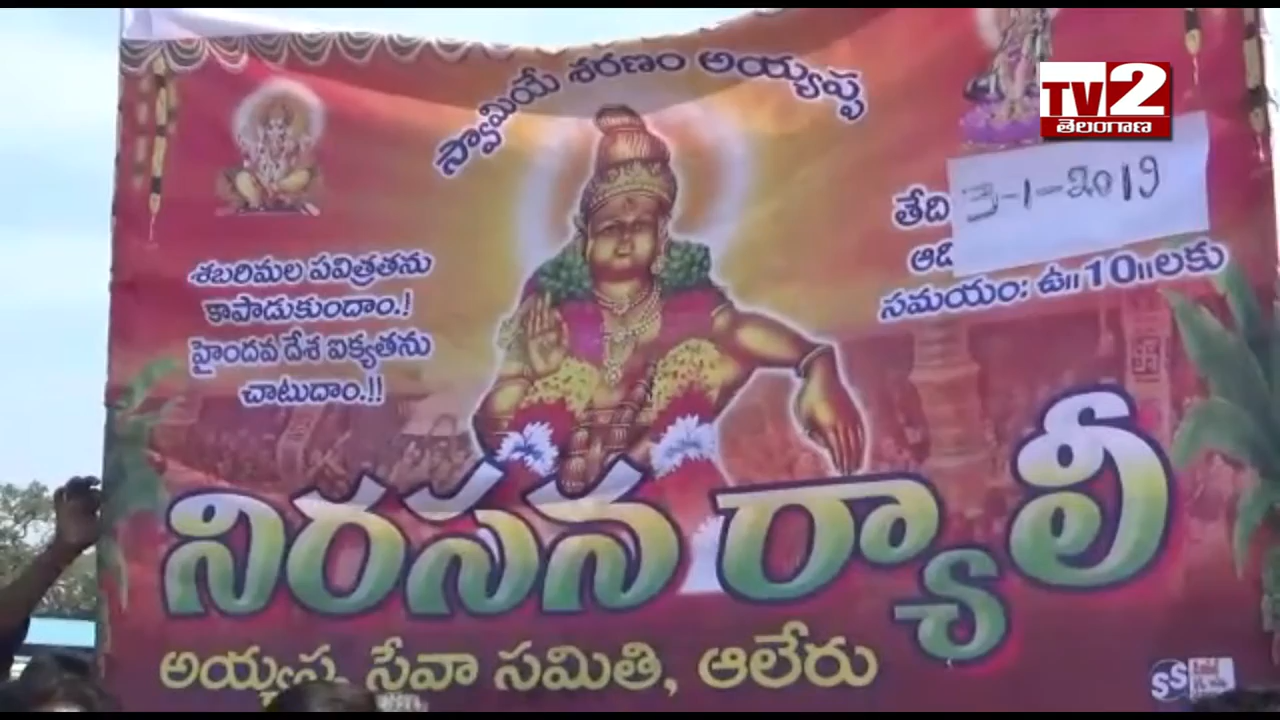 స్వామియే శరణం అయ్యప్ప
TV2
తెలంగాణ
తేది 3-1-2019
శబరిమల పవిత్రతను
కాపాడుకుందాం.!
హైందవ దేశ ఐక్యతను
చాటుదాం.!!
సమయం: ఉ॥10॥లకు
నిరసన ర్యాలీ
అయ్యప్ప సేవా సమితి, ఆలేరు
SS